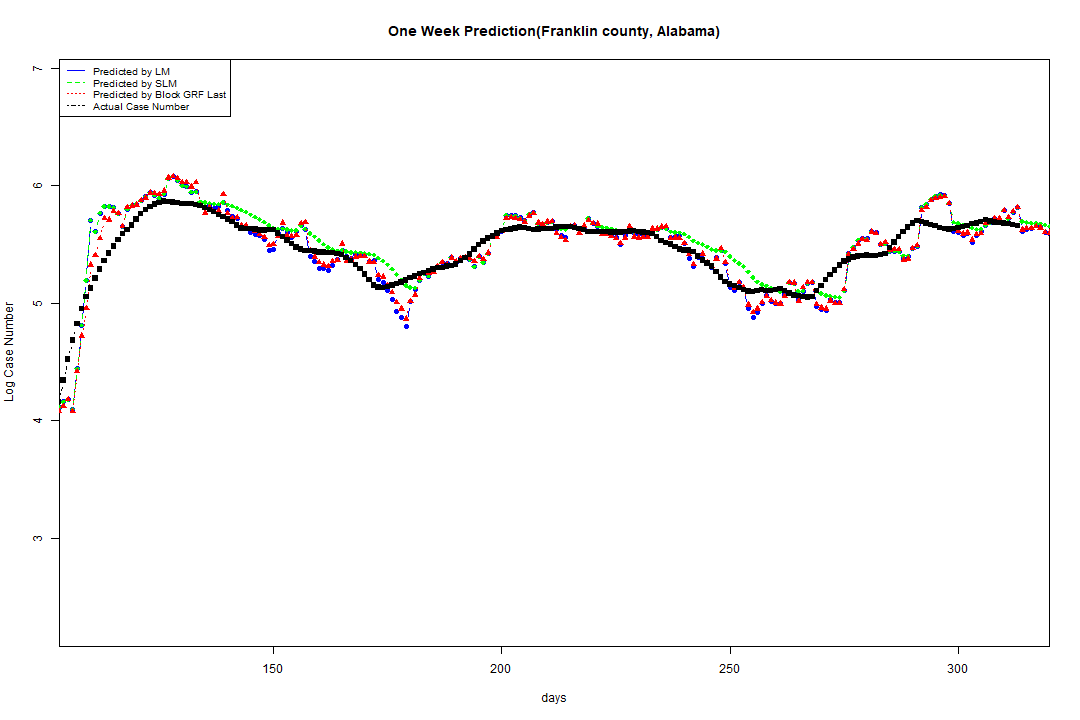 One Week Prediction(Franklin county, Alabama)
Predicted by LM
Predicted by SLM
Predicted by Block GRF Last
Actual Case Number
7
6
5
4
3
Log Case Number
150
200
250
300
days